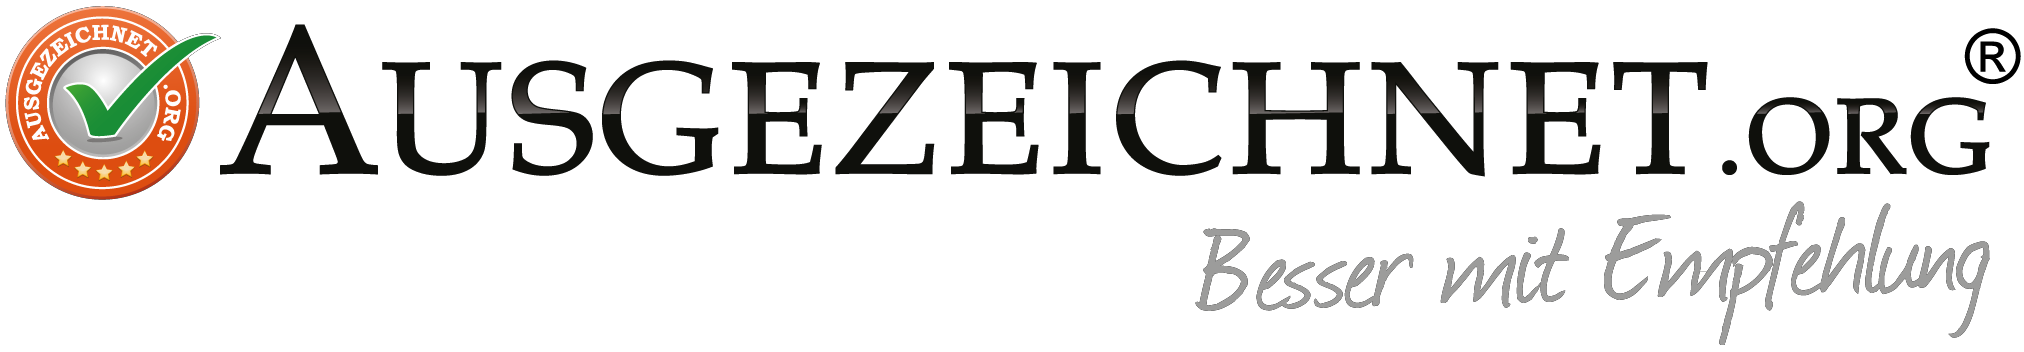 AUSGEZEICHNET.ORG
AUSGEZEICHNET.ORG®
Besser mit Empfehlung